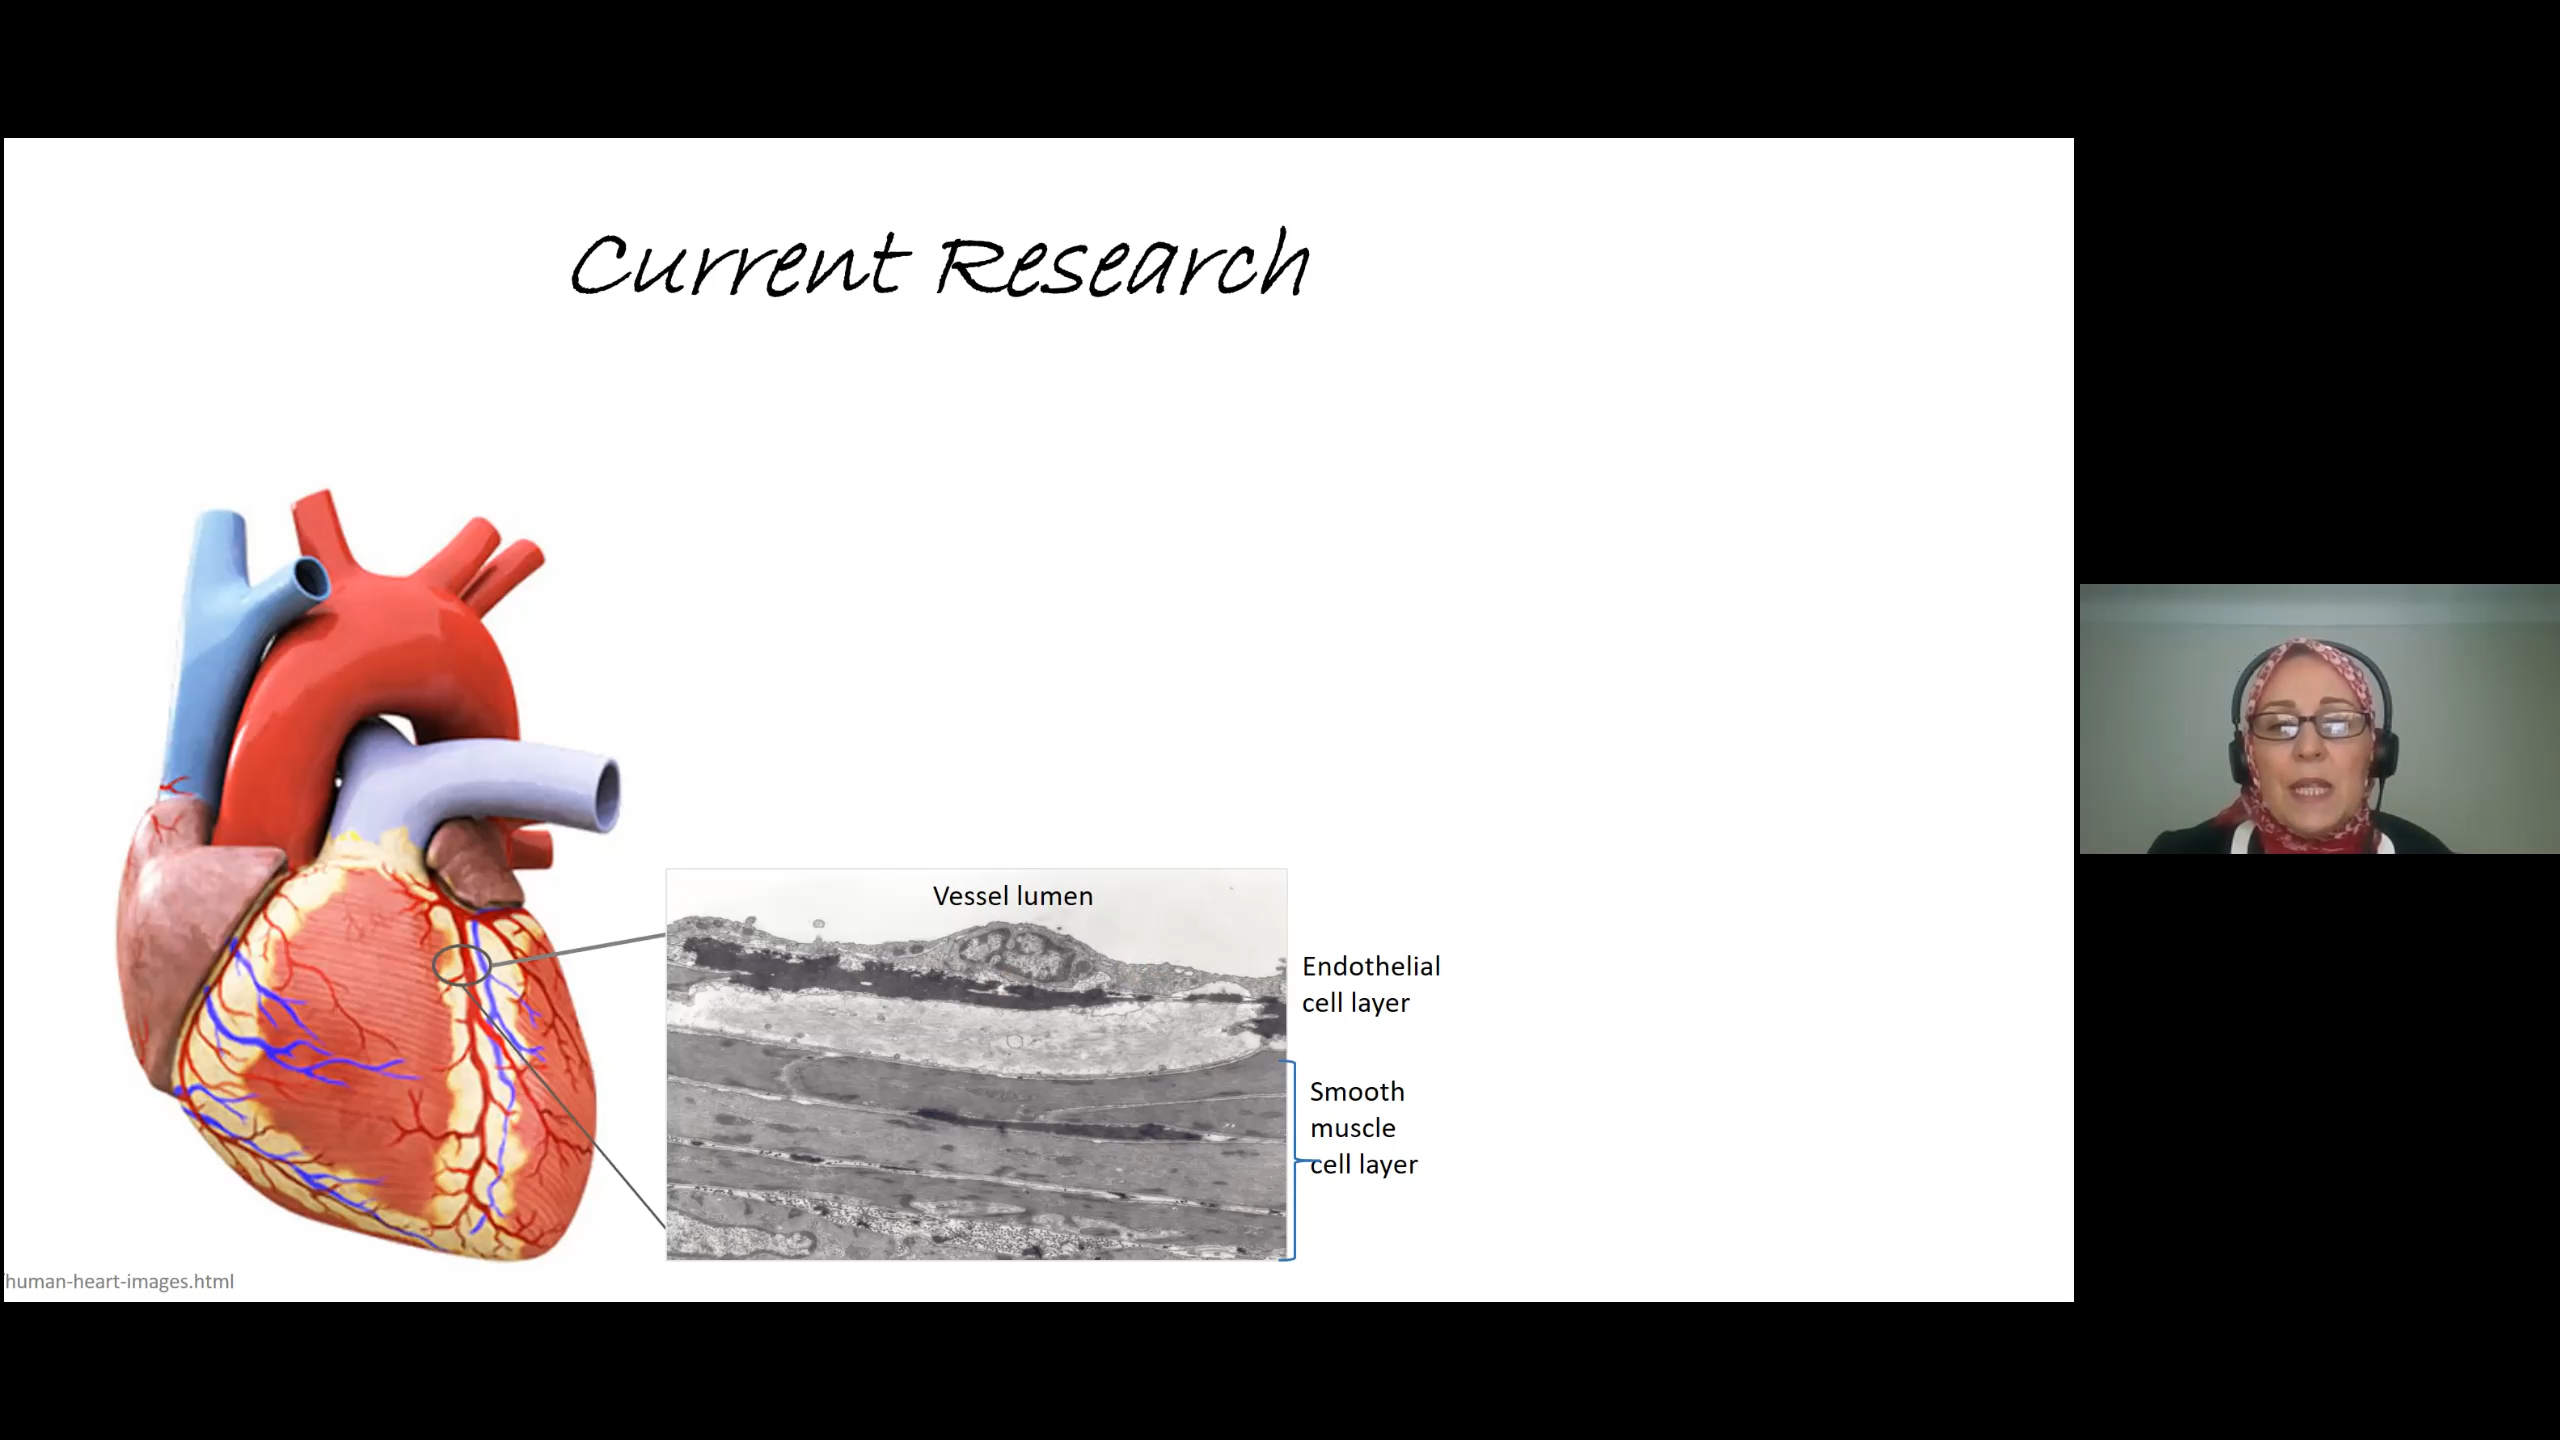 Current Research
Vessel lumen
Endothelial
cell layer
Smooth
muscle
cell layer
/human-heart-images.html